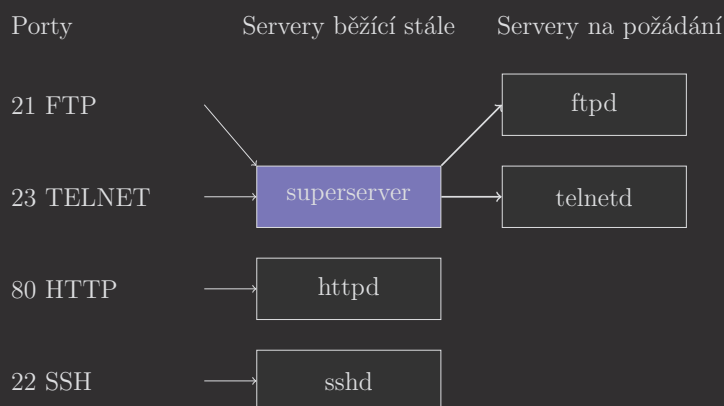 Porty Servery běžící stále Servery na požádání
21 FTP ftpd
23 TELNET superserver telnetd
80 HTTP httpd
22 SSH sshd